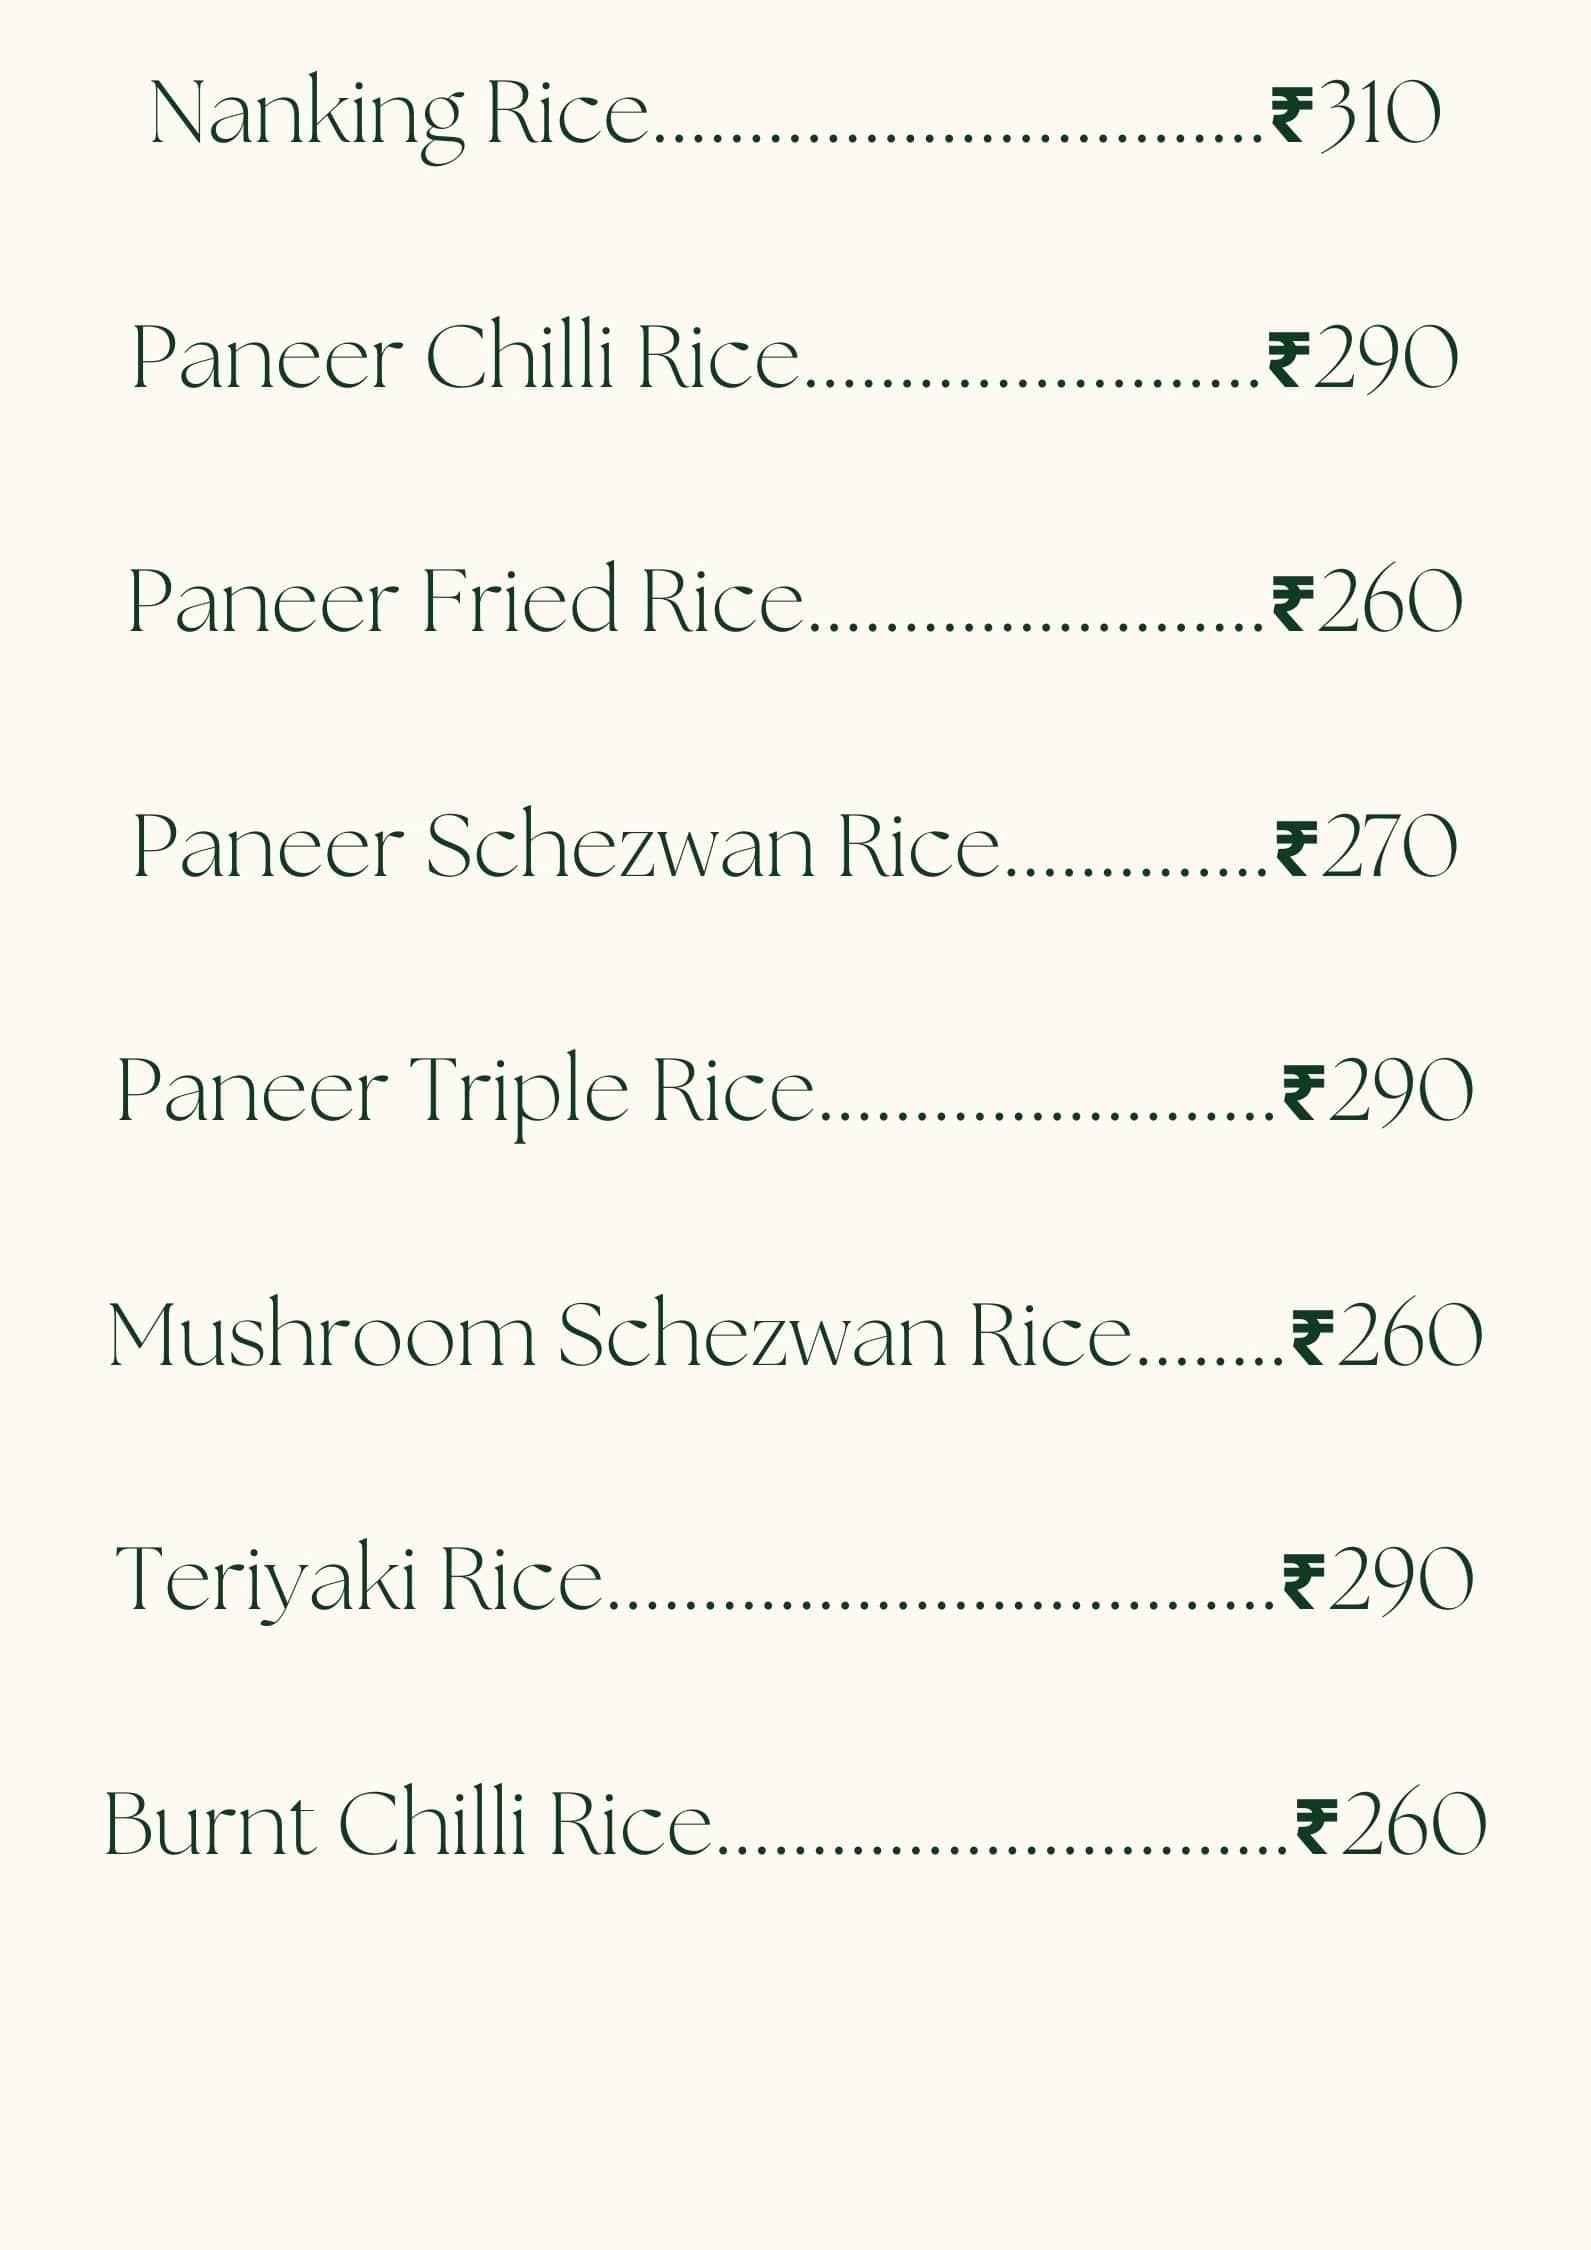 Nanking Rice................................₹310
Paneer Chilli Rice........................₹290
Paneer Fried Rice........................₹260
Paneer Schezwan Rice..............₹270
Paneer Triple Rice........................₹290
Mushroom Schezwan Rice........₹260
Teriyaki Rice...................................₹290
Burnt Chilli Rice..............................₹260